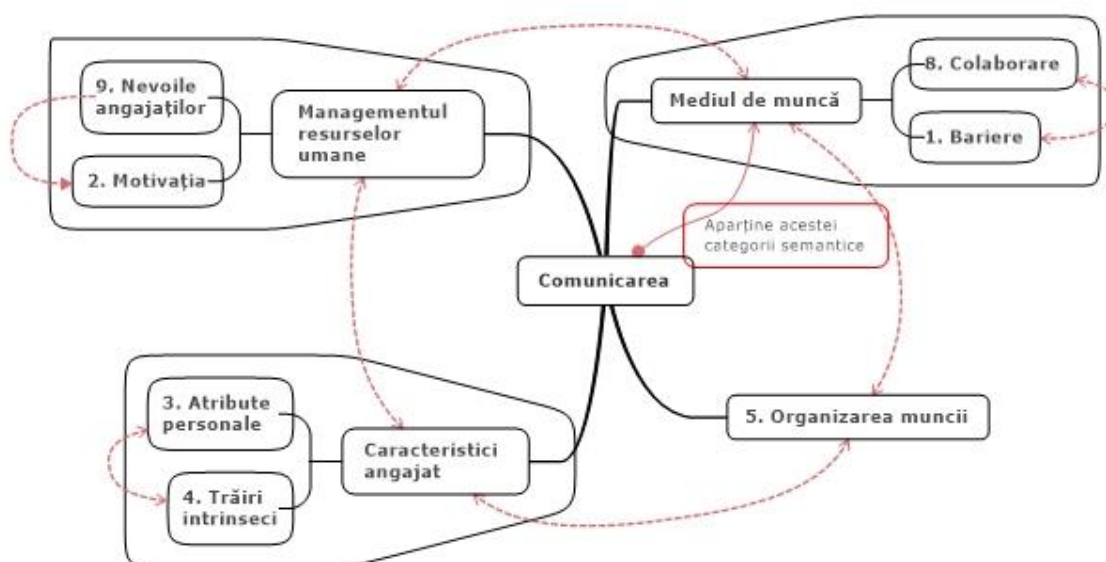 9. Nevoile
angajaților
2. Motivația
Managementul
resurselor
umane
Mediul de muncă
8. Colaborare
1. Bariere
Aparține acestei
categorii semantice
Comunicarea
3. Atribute
personale
4. Trăiri
intrinseci
Caracteristici
angajat
5. Organizarea muncii